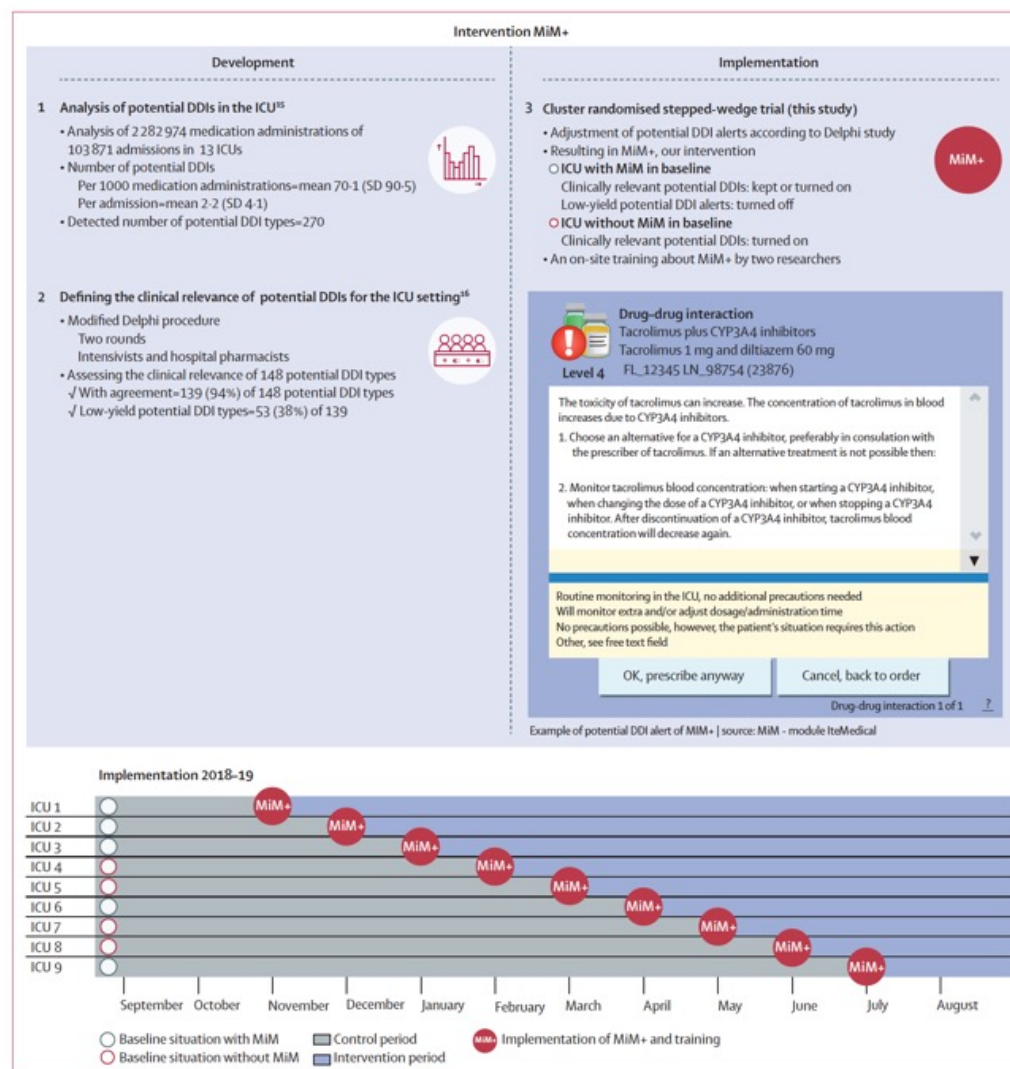 Intervention MiM+
Development
1 Analysis of potential DDIs in the ICU¹⁵
• Analysis of 2 282 974 medication administrations of
103 871 admissions in 13 ICUs
• Number of potential DDIs
Per 1000 medication administrations=mean 70·1 (SD 90·5)
Per admission=mean 2·2 (SD 4·1)
• Detected number of potential DDI types=270
2 Defining the clinical relevance of potential DDIs for the ICU setting¹⁶
• Modified Delphi procedure
Two rounds
Intensivists and hospital pharmacists
• Assessing the clinical relevance of 148 potential DDI types
√ With agreement=139 (94%) of 148 potential DDI types
√ Low-yield potential DDI types=53 (38%) of 139
Implementation
3 Cluster randomised stepped-wedge trial (this study)
• Adjustment of potential DDI alerts according to Delphi study
• Resulting in MiM+, our intervention
ICU with MiM in baseline
Clinically relevant potential DDIs: kept or turned on
Low-yield potential DDI alerts: turned off
ICU without MiM in baseline
Clinically relevant potential DDIs: turned on
• An on-site training about MiM+ by two researchers
MiM+
Drug–drug interaction
Tacrolimus plus CYP3A4 inhibitors
Tacrolimus 1 mg and diltiazem 60 mg
Level 4 FL_12345 LN_98754 (23876)
The toxicity of tacrolimus can increase. The concentration of tacrolimus in blood
increases due to CYP3A4 inhibitors.
1. Choose an alternative for a CYP3A4 inhibitor, preferably in consulation with
the prescriber of tacrolimus. If an alternative treatment is not possible then:
2. Monitor tacrolimus blood concentration: when starting a CYP3A4 inhibitor,
when changing the dose of a CYP3A4 inhibitor, or when stopping a CYP3A4
inhibitor. After discontinuation of a CYP3A4 inhibitor, tacrolimus blood
concentration will decrease again.
Routine monitoring in the ICU, no additional precautions needed
Will monitor extra and/or adjust dosage/administration time
No precautions possible, however, the patient's situation requires this action
Other, see free text field
OK, prescribe anyway
Cancel, back to order
Drug-drug interaction 1 of 1 ?
Example of potential DDI alert of MIM+ | source: MiM - module IteMedical
Implementation 2018–19
ICU 1 MiM+
ICU 2 MiM+
ICU 3 MiM+
ICU 4 MiM+
ICU 5 MiM+
ICU 6 MiM+
ICU 7 MiM+
ICU 8 MiM+
ICU 9 MiM+
September October November December January February March April May June July August
Baseline situation with MiM
Baseline situation without MiM
Control period
Intervention period
MiM+ Implementation of MiM+ and training